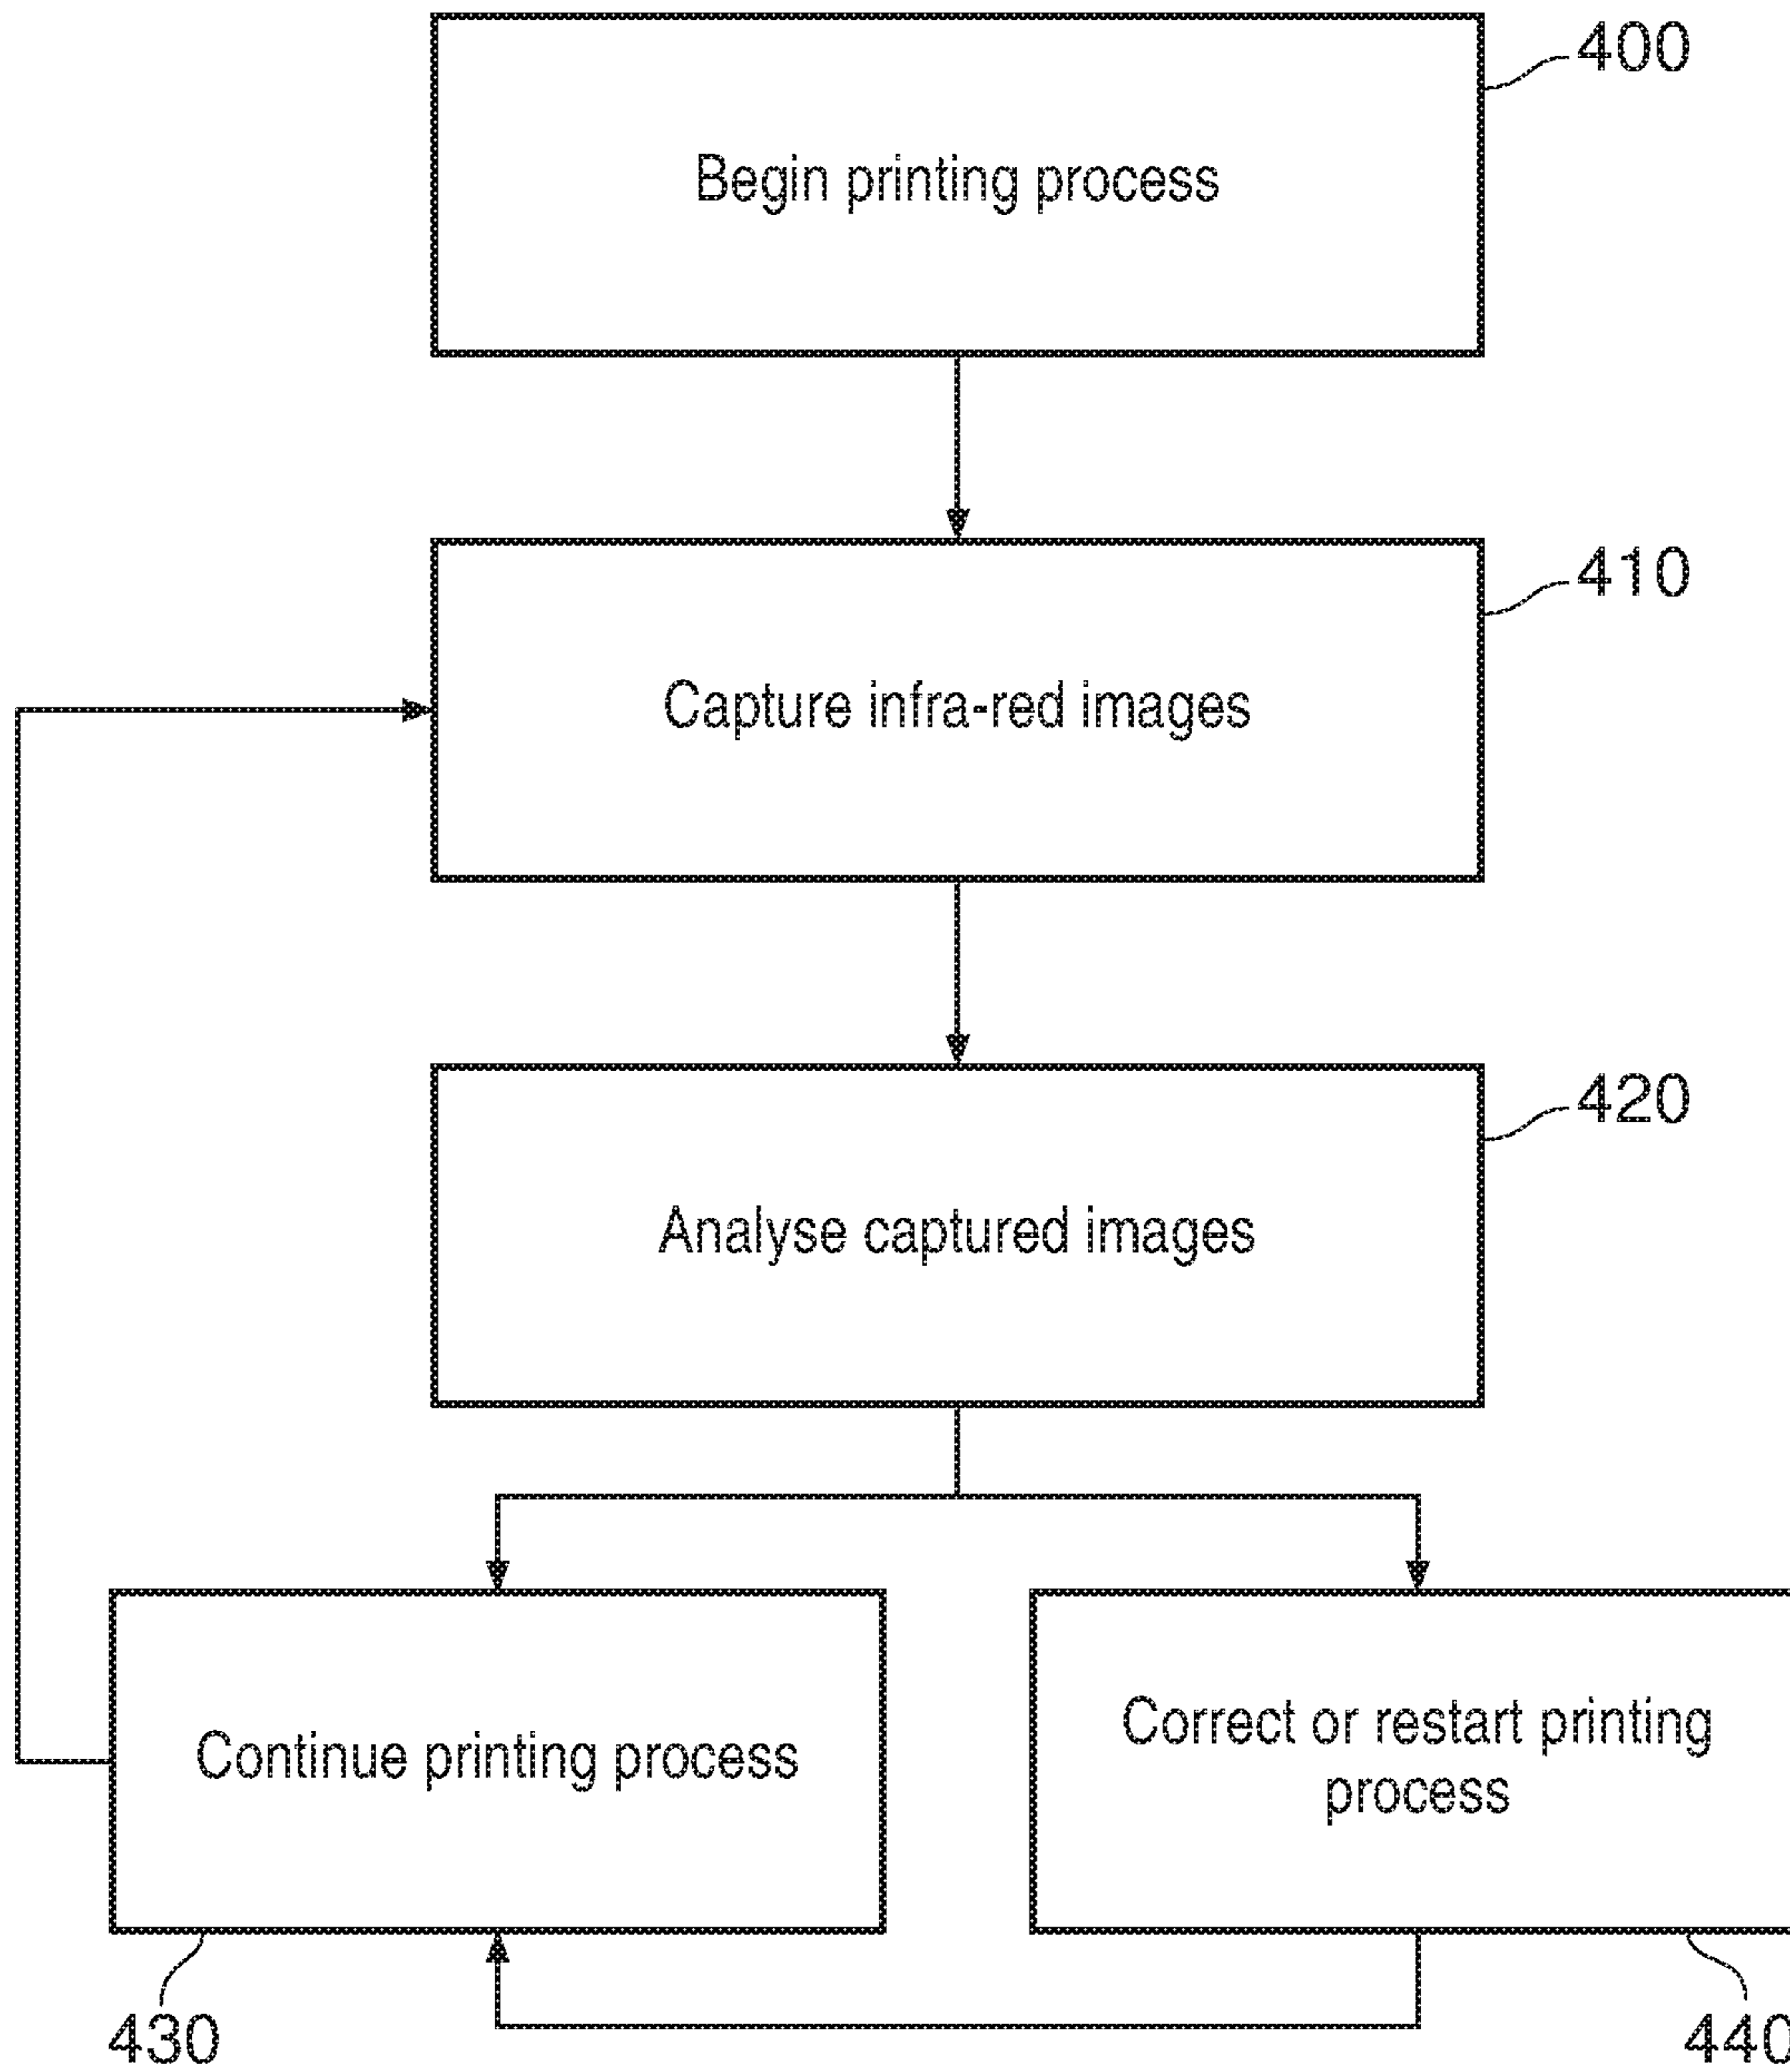 400
Begin printing process
410
Capture infra-red images
420
Analyse captured images
Continue printing process
Correct or restart printing
process
430
440